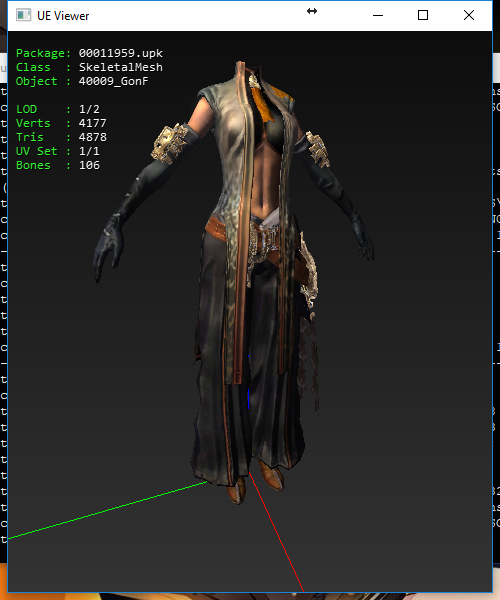 UE Viewer
Package: 00011959.upk
Class : SkeletalMesh
Object : 40009_GonF
LOD : 1/2
Verts : 4177
Tris : 4878
UV Set : 1/1
Bones : 106